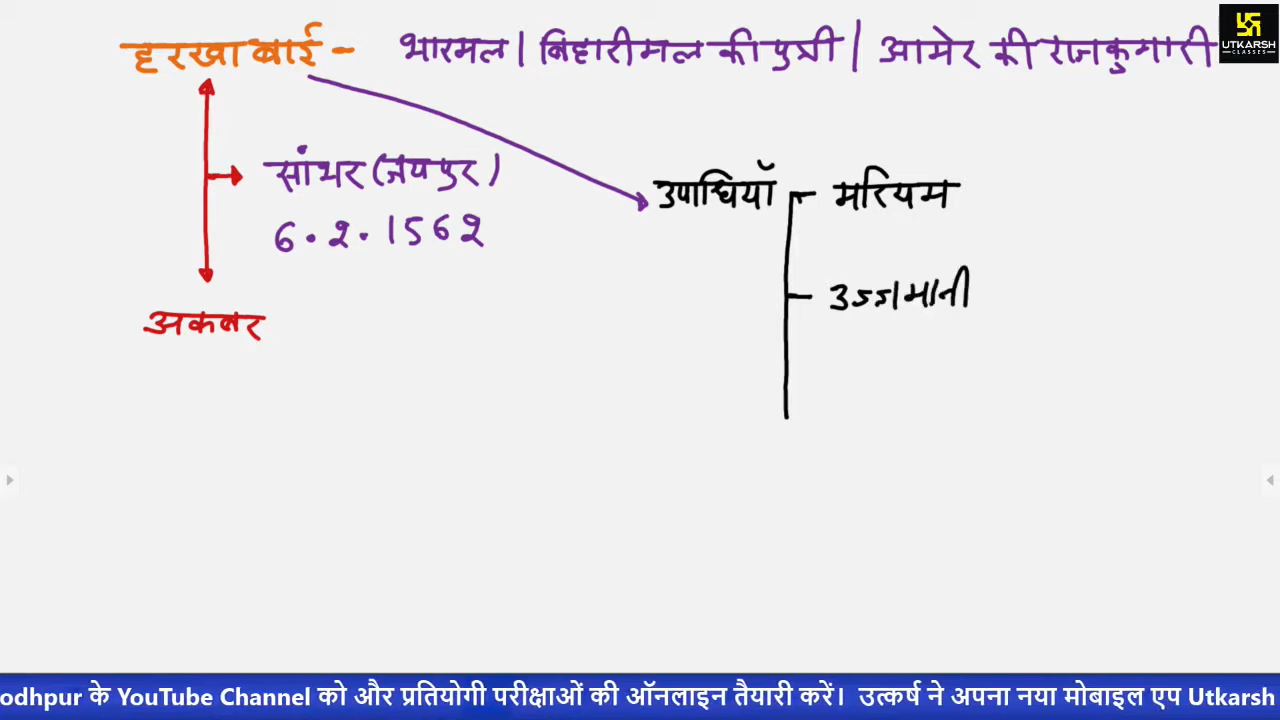 हरखा बाई - भारमल | बिहारीमल की पुत्री | आमेर की राजकुमारी
UTKARSH
CLASSES
सांभर (जयपुर)
6.2.1562
उपाधियाँ - मरियम
- उज्जमानी
अकबर
odhpur के YouTube Channel को और प्रतियोगी परीक्षाओं की ऑनलाइन तैयारी करें। उत्कर्ष ने अपना नया मोबाइल एप Utkarsh